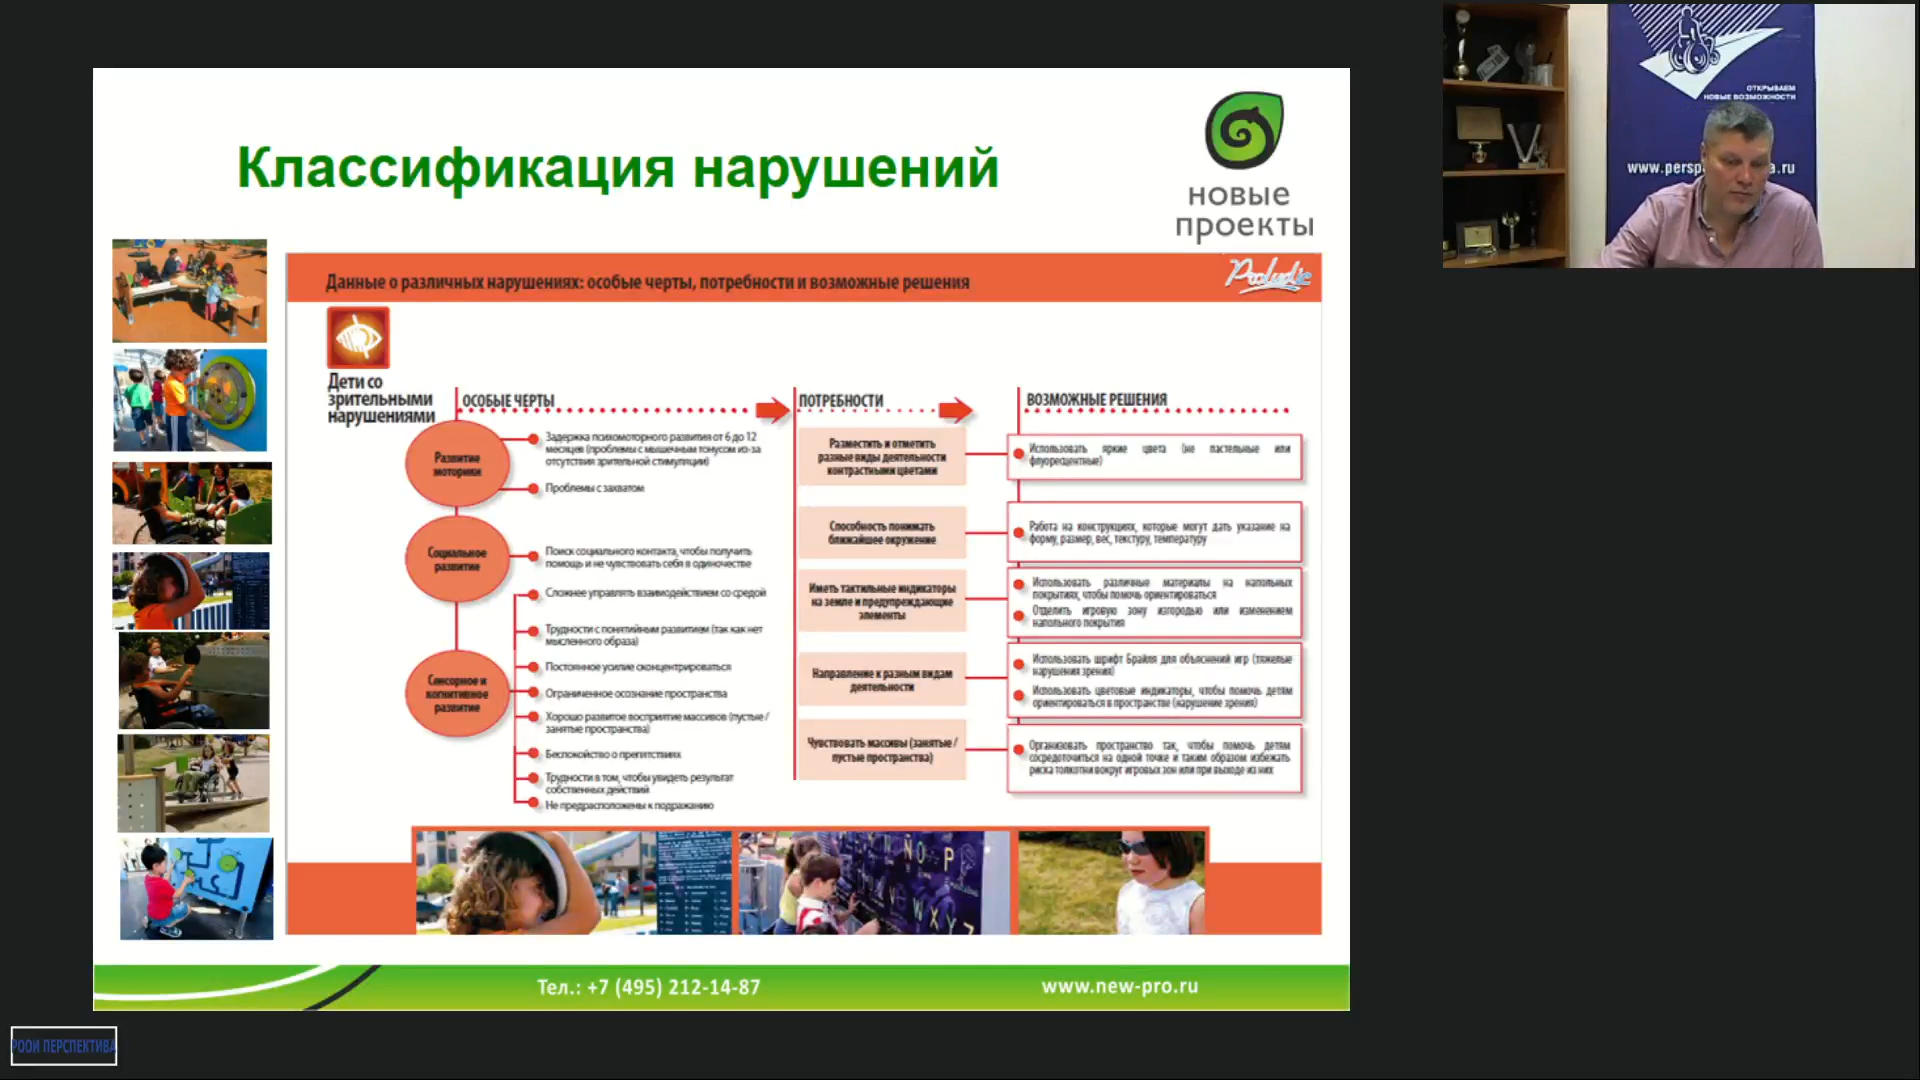 Классификация нарушений
НОВЫЕ
ПРОЕКТЫ
Данные о различных нарушениях: особые черты, потребности и возможные решения
Proludic
Дети со
зрительными
нарушениями
ОСОБЫЕ ЧЕРТЫ
ПОТРЕБНОСТИ
ВОЗМОЖНЫЕ РЕШЕНИЯ
Развитие
моторики
Задержка психомоторного развития от 6 до 12
месяцев (проблемы с мышечным тонусом из-за
отсутствия зрительной стимуляции)
Проблемы с захватом
Социальное
развитие
Поиск социального контакта, чтобы получить
помощь и не чувствовать себя в одиночестве
Сенсорное и
когнитивное
развитие
Сложнее управлять взаимодействием со средой
Трудности с понятийным развитием (так как нет
мысленного образа)
Постоянное усилие сконцентрироваться
Ограниченное осознание пространства
Хорошо развитое восприятие массивов (пустые /
занятые пространства)
Беспокойство о препятствиях
Трудности в том, чтобы увидеть результат
собственных действий
Не предрасположены к подражанию
Разместить и отметить
разные виды деятельности
контрастными цветами
Способность понимать
ближайшее окружение
Иметь тактильные индикаторы
на земле и предупреждающие
элементы
Направление к разным видам
деятельности
Чувствовать массивы (занятые /
пустые пространства)
Использовать яркие цвета (не пастельные или
флуоресцентные)
Работа на конструкциях, которые могут дать указание на
форму, размер, вес, текстуру, температуру
Использовать различные материалы на напольных
покрытиях, чтобы помочь ориентироваться
Отделить игровую зону изгородью или изменением
напольного покрытия
Использовать шрифт Брайля для объяснений игр (тяжелые
нарушения зрения)
Использовать цветовые индикаторы, чтобы помочь детям
ориентироваться в пространстве (нарушение зрения)
Организовать пространство так, чтобы помочь детям
сосредоточиться на одной точке и таким образом избежать
риска толкотни вокруг игровых зон или при выходе из них
N O P
V W X Y Z
Тел.: +7 (495) 212-14-87
www.new-pro.ru
РООИ ПЕРСПЕКТИВА
ОТКРЫВАЕМ
НОВЫЕ ВОЗМОЖНОСТИ
www.persp a.ru